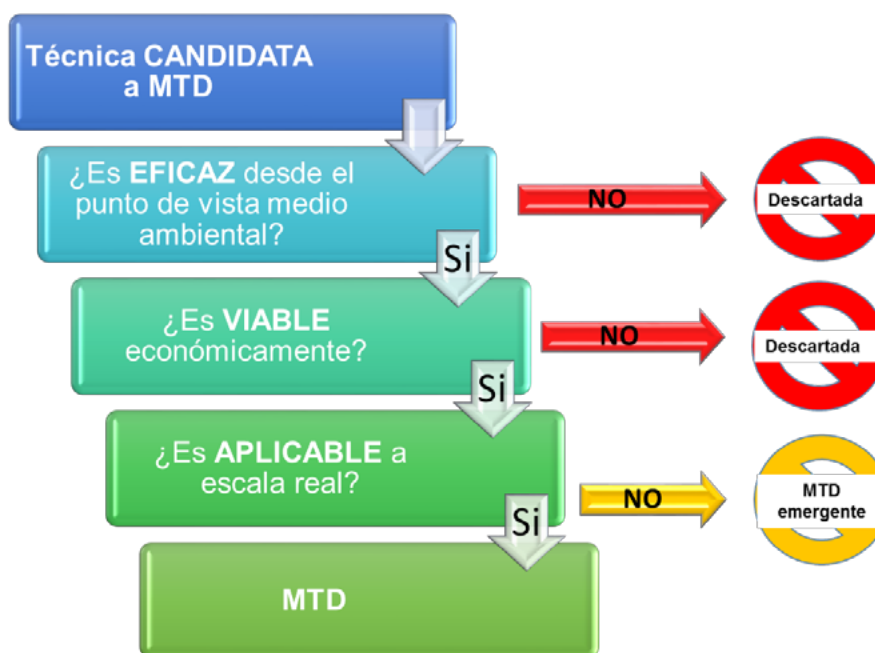 Técnica CANDIDATA
a MTD
¿Es EFICAZ desde el
punto de vista medio
ambiental?
NO
Descartada
Si
¿Es VIABLE
económicamente?
NO
Descartada
Si
¿Es APLICABLE a
escala real?
NO
MTD
emergente
Si
MTD